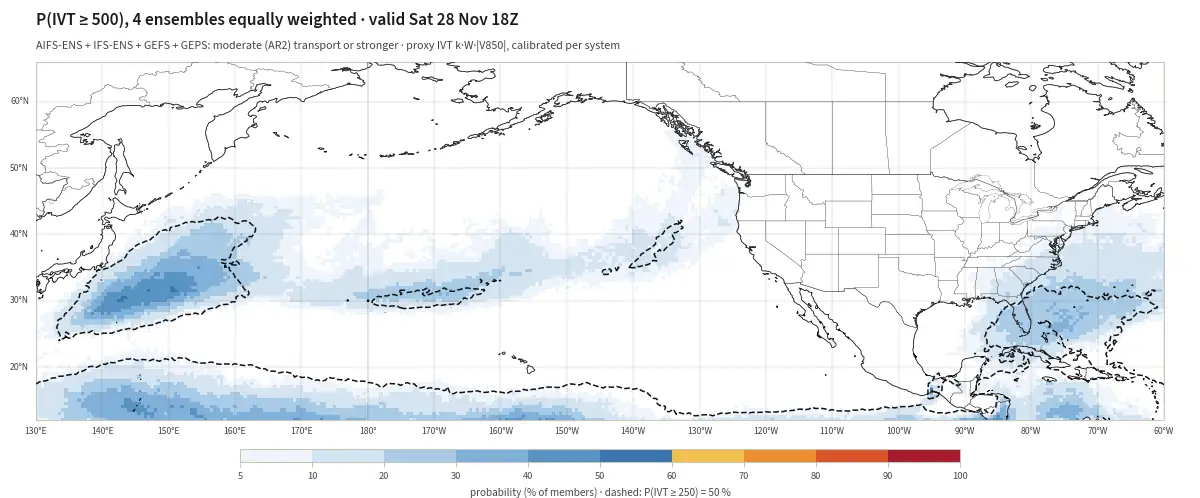 P(IVT ≥ 500), 4 ensembles equally weighted · valid Sat 28 Nov 18Z
AIFS-ENS + IFS-ENS + GEFS + GEPS: moderate (AR2) transport or stronger · proxy IVT k·W·|V850|, calibrated per system
60°N
50°N
40°N
30°N
20°N
130°E 140°E 150°E 160°E 170°E 180° 170°W 160°W 150°W 140°W 130°W 120°W 110°W 100°W 90°W 80°W 70°W 60°W
5 10 20 30 40 50 60 70 80 90 100
probability (% of members) · dashed: P(IVT ≥ 250) = 50 %